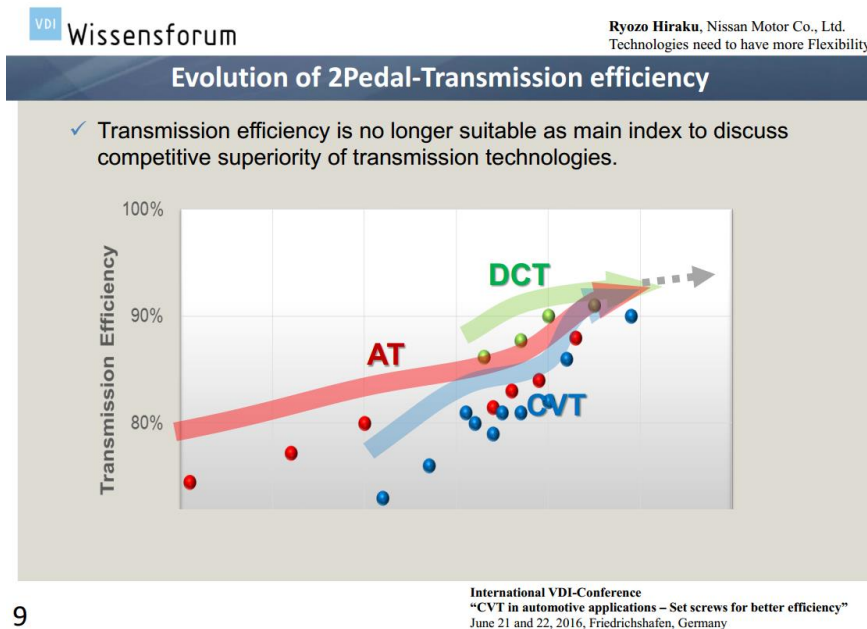 VDI Wissensforum
Ryozo Hiraku, Nissan Motor Co., Ltd.
Technologies need to have more Flexibility
Evolution of 2Pedal-Transmission efficiency
✓ Transmission efficiency is no longer suitable as main index to discuss
competitive superiority of transmission technologies.
100%
90%
80%
Transmission Efficiency
DCT
AT
CVT
International VDI-Conference
“CVT in automotive applications – Set screws for better efficiency”
June 21 and 22, 2016, Friedrichshafen, Germany
9